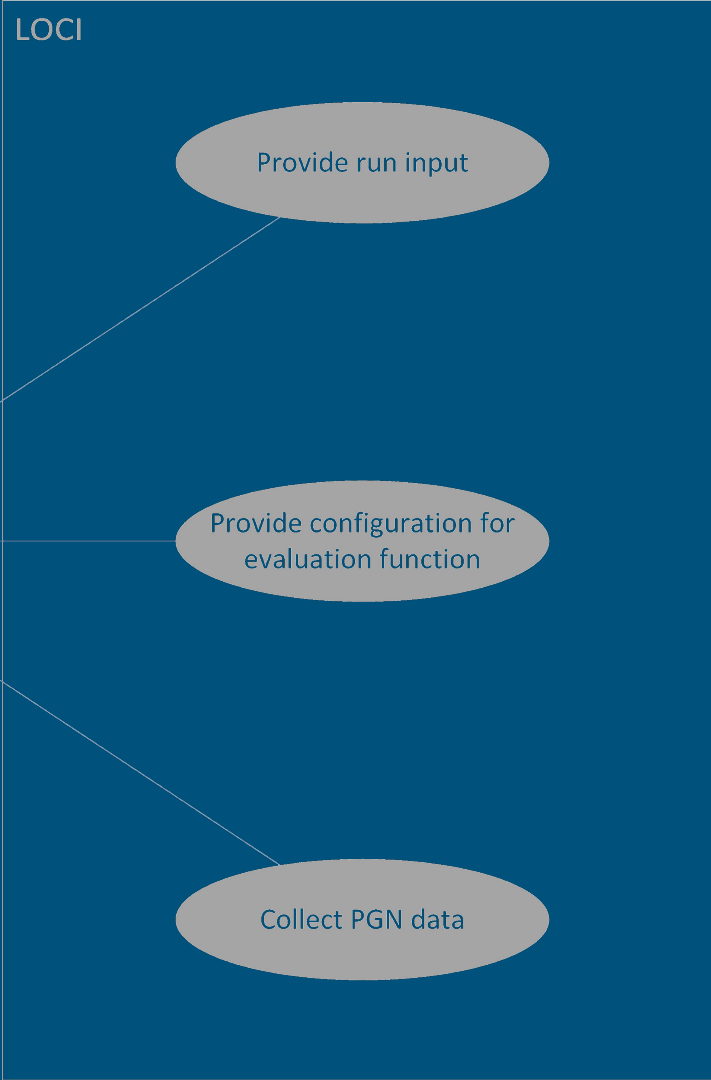 LOCI
Provide run input
Provide configuration for
evaluation function
Collect PGN data